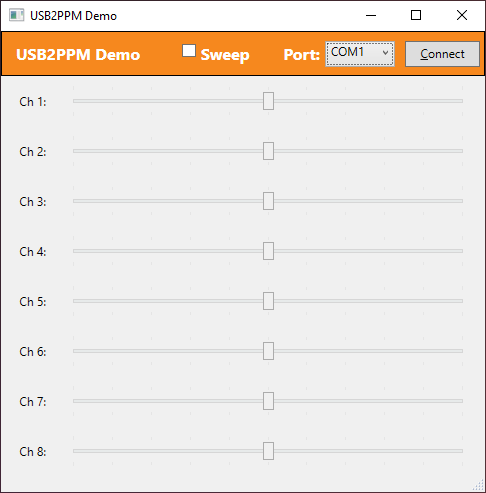 USB2PPM Demo
USB2PPM Demo Sweep Port: COM1 Connect
Ch 1:
Ch 2:
Ch 3:
Ch 4:
Ch 5:
Ch 6:
Ch 7:
Ch 8: